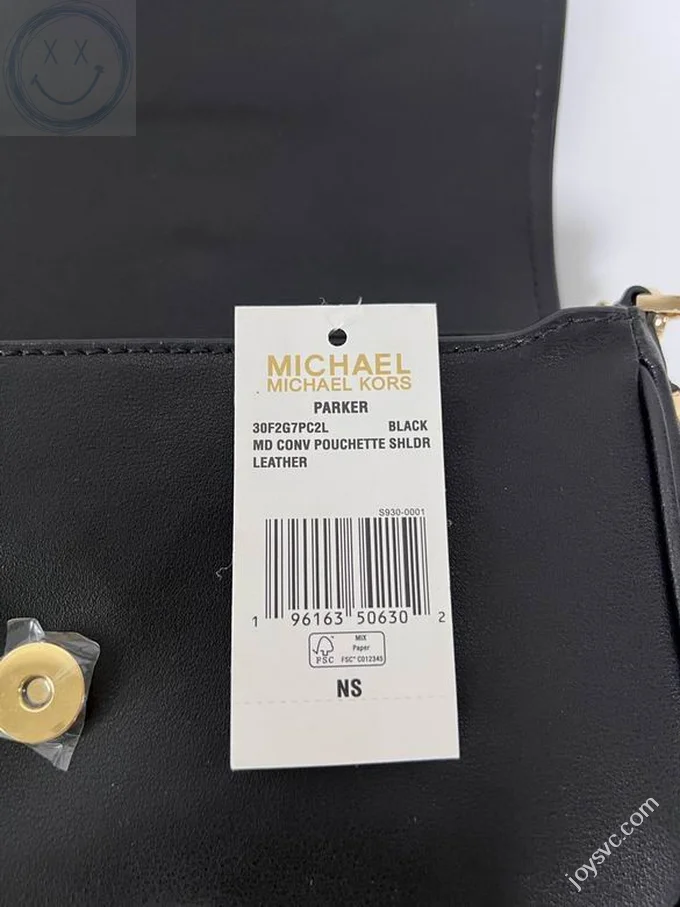 MICHAEL
MICHAEL KORS
PARKER
30F2G7PC2L BLACK
MD CONV POUCHETTE SHLDR
LEATHER
S930-0001
1 96163 50630 2
FSC
MIX
Paper
FSC™ C012345
NS
joysvc.com
X X